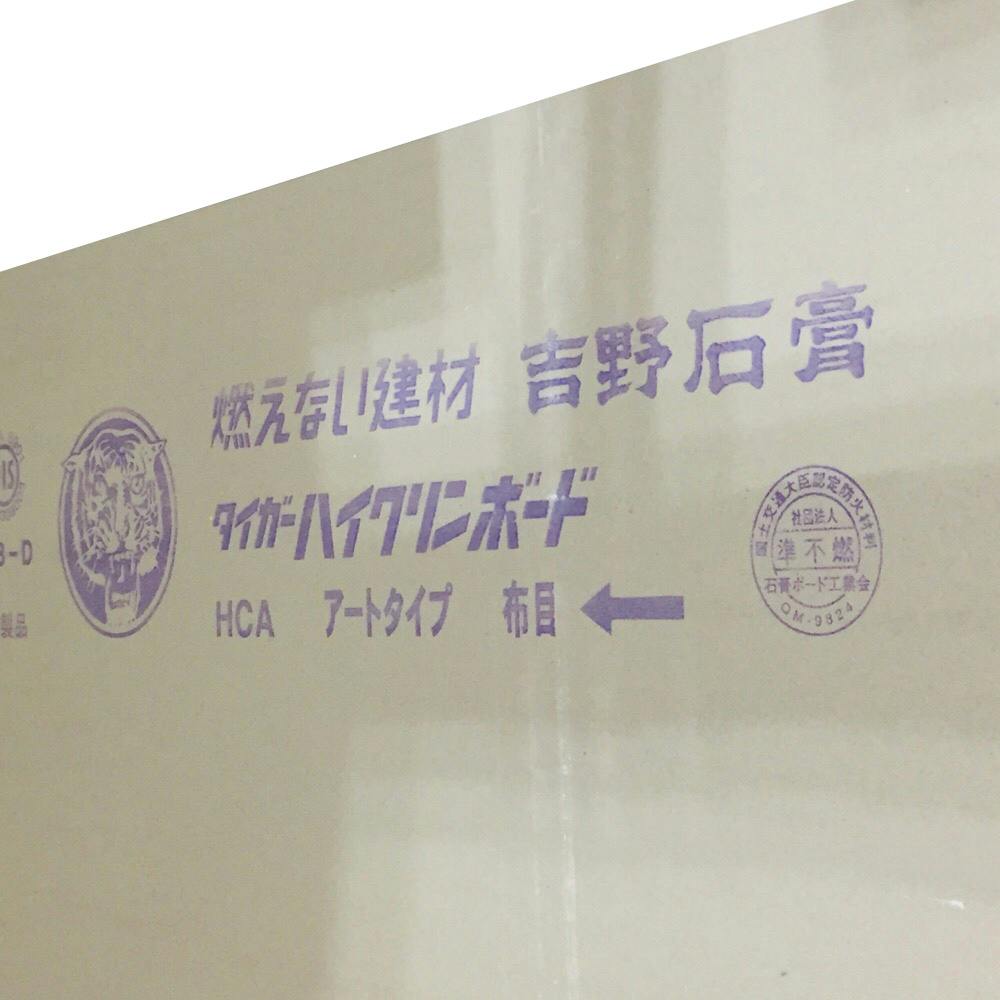 燃えない建材 吉野石膏
タイガーハイクリンボード
HCA アートタイプ 布目
国土交通大臣認定防火材料
社団法人
準不燃
石膏ボード工業会
QM-9824
IS
B-D
製品